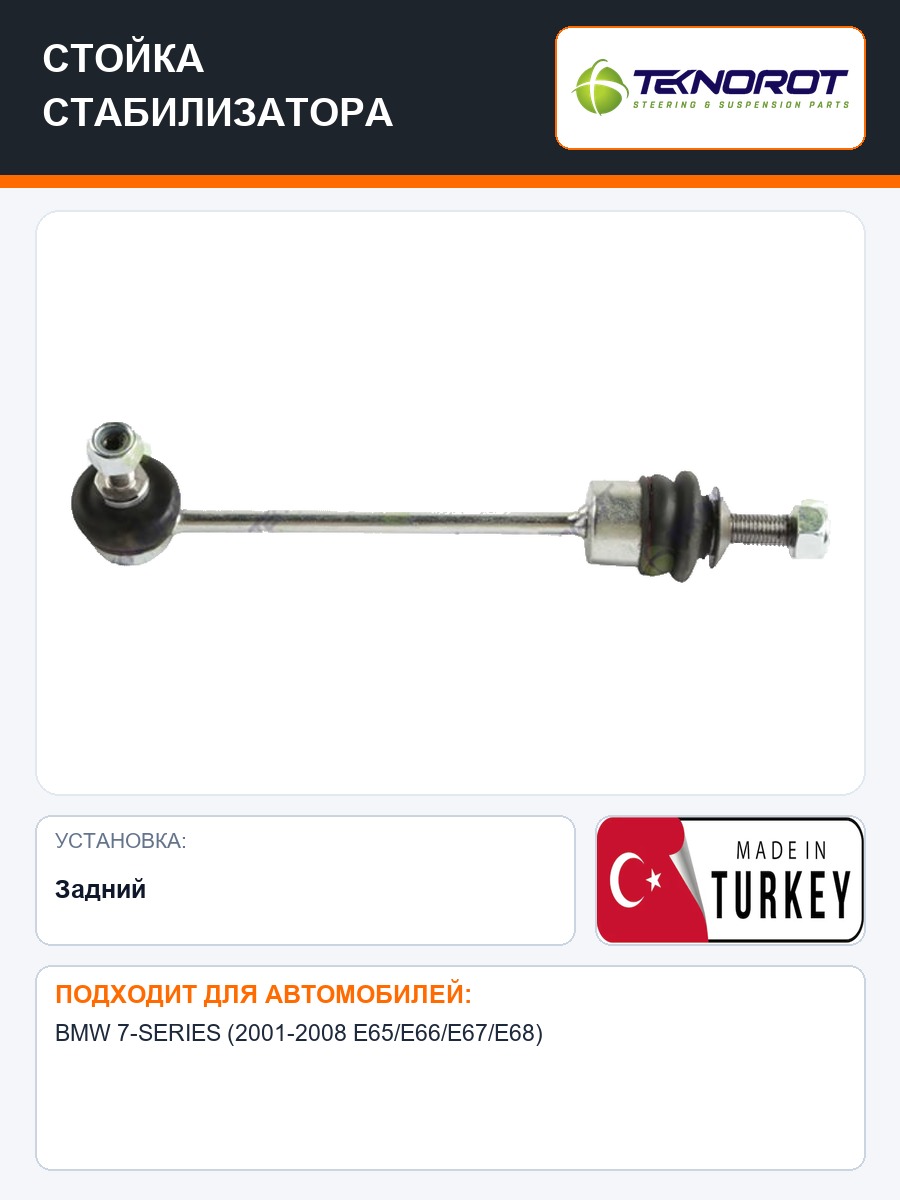 СТОЙКА
СТАБИЛИЗАТОРА
TEKNOROT
STEERING & SUSPENSION PARTS
УСТАНОВКА:
Задний
MADE IN
TURKEY
ПОДХОДИТ ДЛЯ АВТОМОБИЛЕЙ:
BMW 7-SERIES (2001-2008 E65/E66/E67/E68)